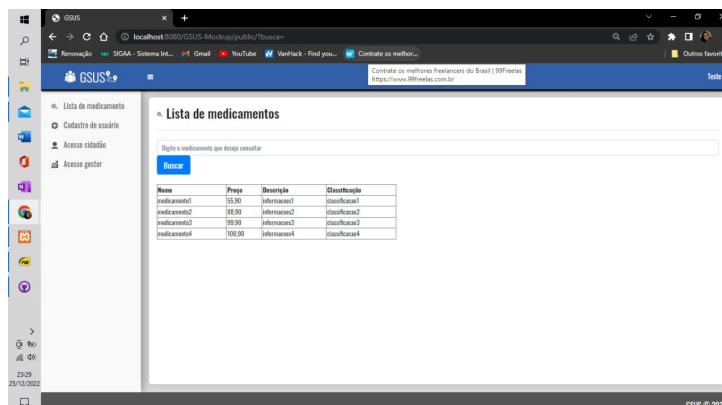 GSUS
localhost:8080/GSUS-Mockup/public/?busca=
Renovação
SIGAA - Sistema Int...
Gmail
YouTube
VanHack - Find you...
Contrate os melhor...
Outros favorit
Contrate os melhores freelancers do Brasil | 99Freelas
https://www.99freelas.com.br
GSUS
Teste
Lista de medicamento
Cadastro de usuário
Acesso cidadão
Acesso gestor
Lista de medicamentos
Digite o medicamento que deseja consultar
Buscar
Nome Preço Descrição Classificação
medicamento1 55,90 informacoes1 classificacao1
medicamento2 88,90 informacoes2 classificacao2
medicamento3 99,90 informacoes3 classificacao3
medicamento4 100,90 informacoes4 classificacao4
23:29
25/12/2022